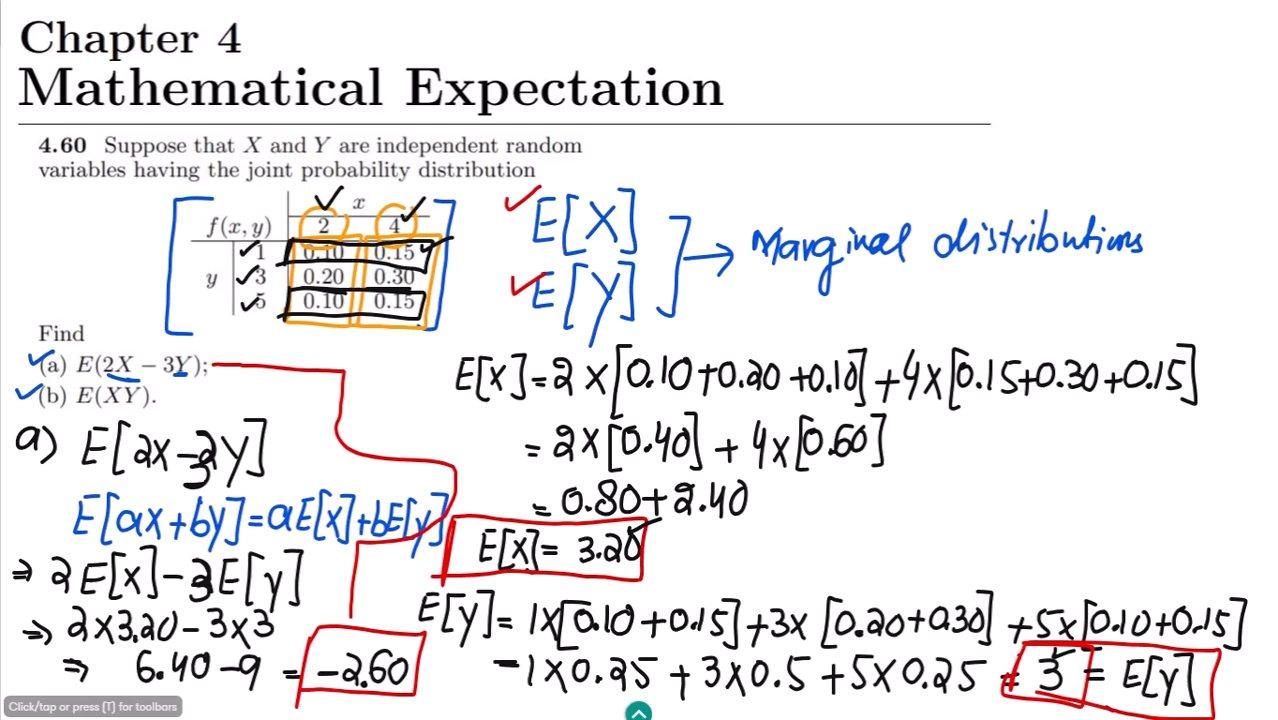 Chapter 4
Mathematical Expectation
4.60 Suppose that X and Y are independent random
variables having the joint probability distribution
x
f(x, y) 2 4
1 0.10 0.15
y 3 0.20 0.30
5 0.10 0.15
E[X]
E[Y]
Marginal distributions
Find
(a) E(2X − 3Y);
(b) E(XY).
a) E[2X-3Y]
E[aX+bY]=aE[X]+bE[Y]
⇒ 2E[X]-3E[Y]
⇒ 2×3.20-3×3
⇒ 6.40-9 = -2.60
E[X]=2×[0.10+0.20+0.10]+4×[0.15+0.30+0.15]
=2×[0.40]+4×[0.60]
=0.80+2.40
E[X]=3.20
E[Y]=1×[0.10+0.15]+3×[0.20+0.30]+5×[0.10+0.15]
=1×0.25+3×0.5+5×0.25=3=E[Y]
Click/tap or press (T) for toolbars